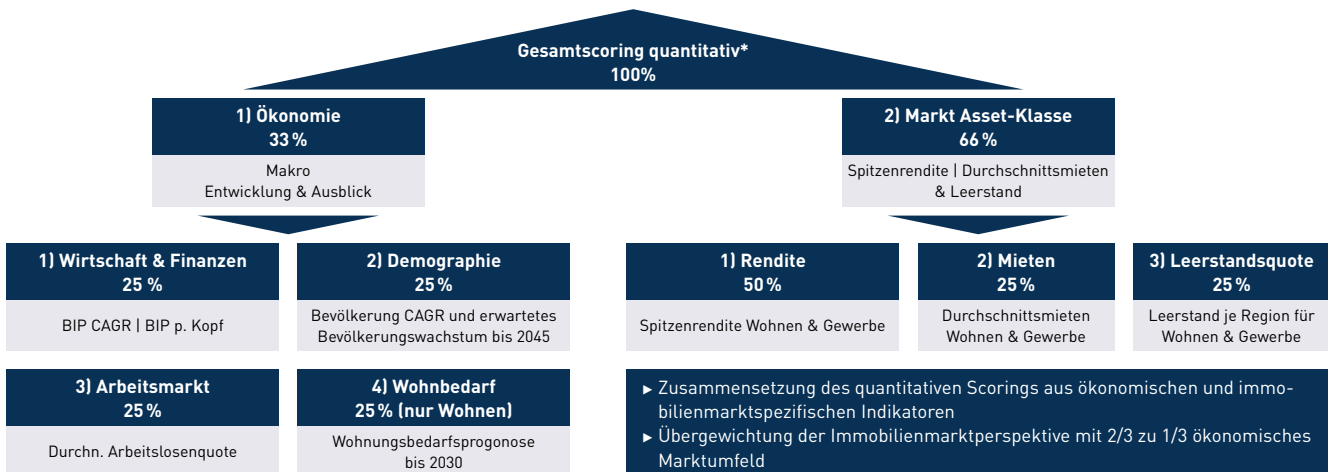 Gesamtscoring quantitativ*
100%
1) Ökonomie
33 %
Makro
Entwicklung & Ausblick
2) Markt Asset-Klasse
66 %
Spitzenrendite | Durchschnittsmieten
& Leerstand
1) Wirtschaft & Finanzen
25 %
BIP CAGR | BIP p. Kopf
2) Demographie
25 %
Bevölkerung CAGR und erwartetes
Bevölkerungswachstum bis 2045
3) Arbeitsmarkt
25 %
Durchn. Arbeitslosenquote
4) Wohnbedarf
25 % (nur Wohnen)
Wohnungsbedarfsprogonose
bis 2030
1) Rendite
50 %
Spitzenrendite Wohnen & Gewerbe
2) Mieten
25 %
Durchschnittsmieten
Wohnen & Gewerbe
3) Leerstandsquote
25 %
Leerstand je Region für
Wohnen & Gewerbe
▸ Zusammensetzung des quantitativen Scorings aus ökonomischen und immo-
bilienmarktspezifischen Indikatoren
▸ Übergewichtung der Immobilienmarktperspektive mit 2/3 zu 1/3 ökonomisches
Marktumfeld